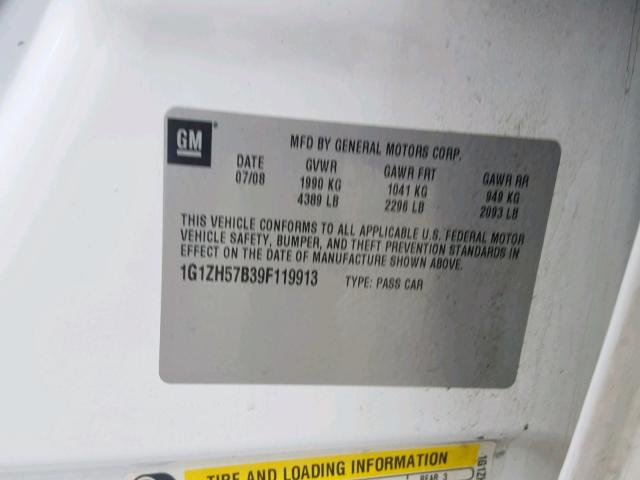 GM
MFD BY GENERAL MOTORS CORP.
DATE GVWR GAWR FRT GAWR RR
07/08 1990 KG 1041 KG 949 KG
4389 LB 2296 LB 2093 LB
THIS VEHICLE CONFORMS TO ALL APPLICABLE U.S. FEDERAL MOTOR
VEHICLE SAFETY, BUMPER, AND THEFT PREVENTION STANDARDS IN
EFFECT ON THE DATE OF MANUFACTURE SHOWN ABOVE.
1G1ZH57B39F119913 TYPE: PASS CAR
TIRE AND LOADING INFORMATION
REAR 3
1G1Z